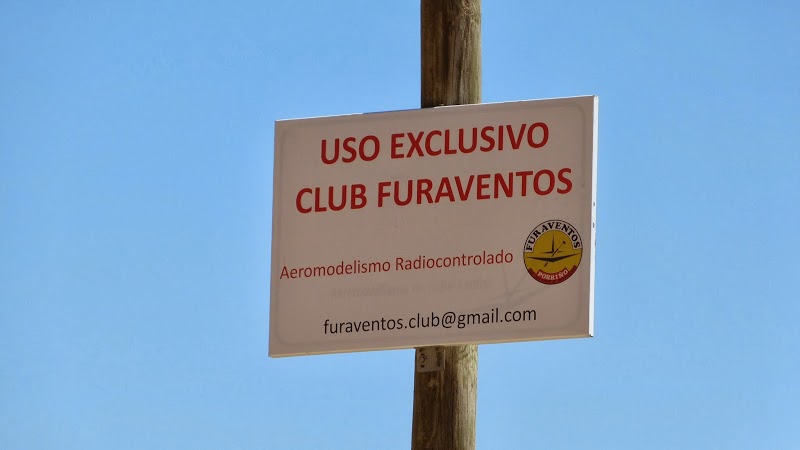 USO EXCLUSIVO
CLUB FURAVENTOS
Aeromodelismo Radiocontrolado
FURAVENTOS
PORRIÑO
furaventos.club@gmail.com